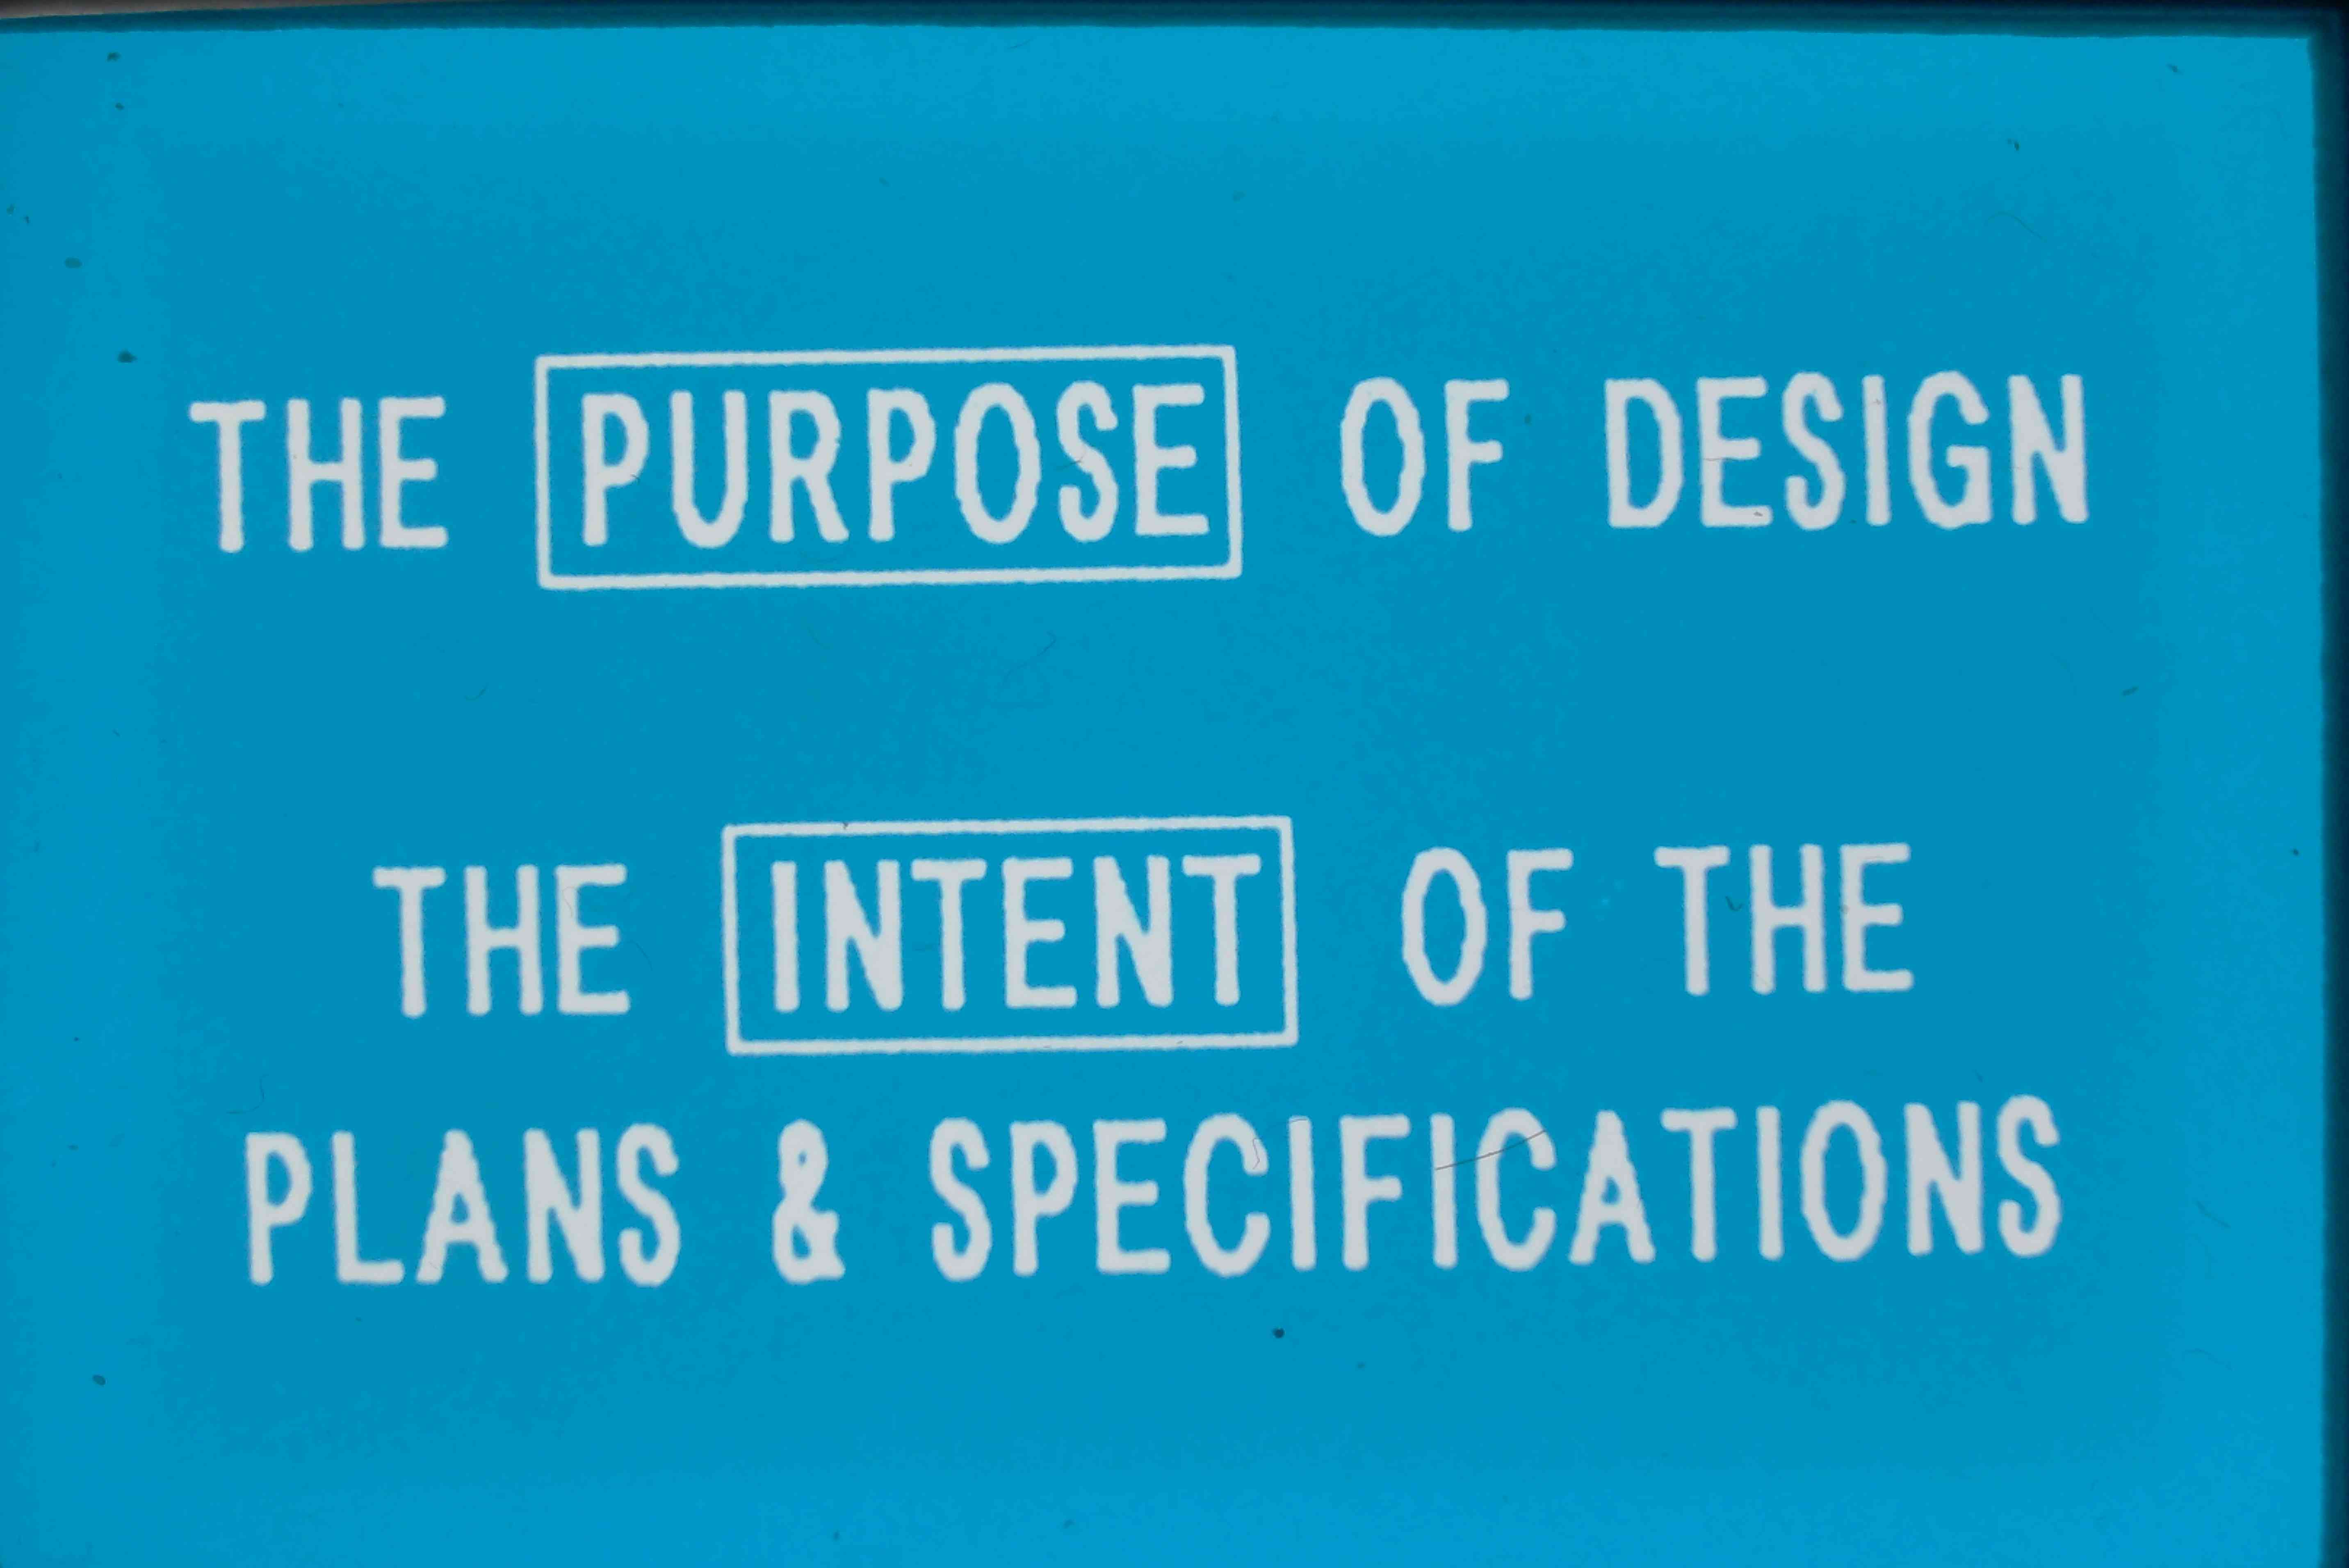 THE PURPOSE OF DESIGN
THE INTENT OF THE
PLANS & SPECIFICATIONS